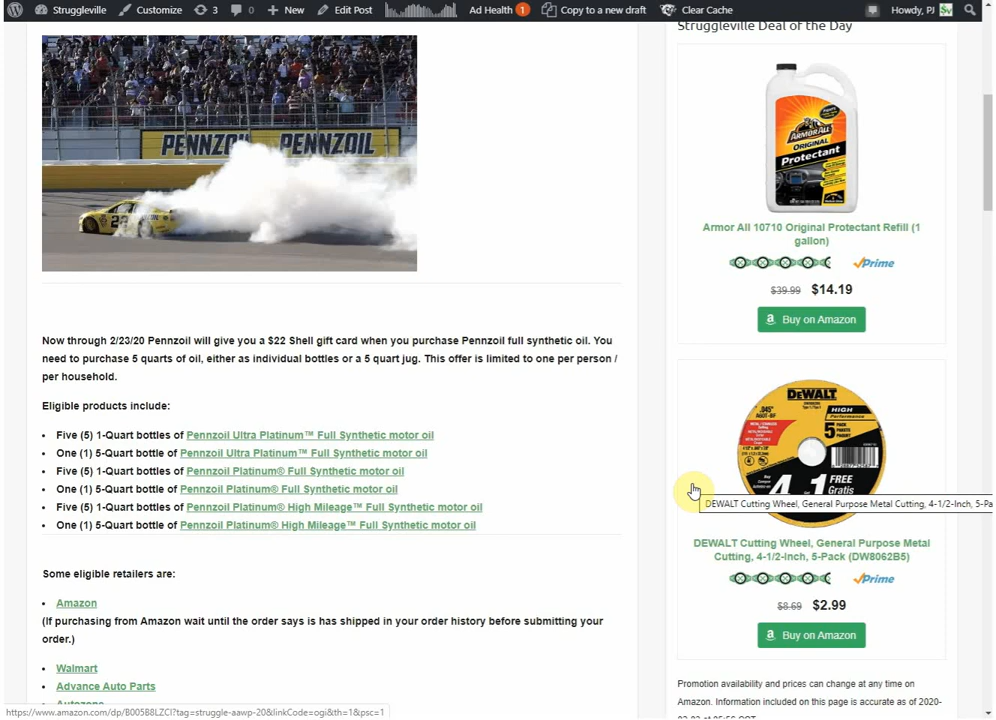 Struggleville
Customize
3
0
New
Edit Post
Ad Health 1
Copy to a new draft
Clear Cache
Howdy, PJ
PENNZOIL PENNZOIL
22
Now through 2/23/20 Pennzoil will give you a $22 Shell gift card when you purchase Pennzoil full synthetic oil. You
need to purchase 5 quarts of oil, either as individual bottles or a 5 quart jug. This offer is limited to one per person /
per household.
Eligible products include:
• Five (5) 1-Quart bottles of Pennzoil Ultra Platinum™ Full Synthetic motor oil
• One (1) 5-Quart bottle of Pennzoil Ultra Platinum™ Full Synthetic motor oil
• Five (5) 1-Quart bottles of Pennzoil Platinum® Full Synthetic motor oil
• One (1) 5-Quart bottle of Pennzoil Platinum® Full Synthetic motor oil
• Five (5) 1-Quart bottles of Pennzoil Platinum® High Mileage™ Full Synthetic motor oil
• One (1) 5-Quart bottle of Pennzoil Platinum® High Mileage™ Full Synthetic motor oil
Some eligible retailers are:
• Amazon
(If purchasing from Amazon wait until the order says is has shipped in your order history before submitting your
order.)
• Walmart
• Advance Auto Parts
• Autozone
https://www.amazon.com/dp/B005B8LZCI?tag=struggle-aawp-20&linkCode=ogi&th=1&psc=1
Struggleville Deal of the Day
ARMOR ALL
ORIGINAL
Protectant
Armor All 10710 Original Protectant Refill (1
gallon)
Prime
$39.99 $14.19
Buy on Amazon
DEWALT
.045"
HIGH
5
PACK
FREE
Gratis
DEWALT Cutting Wheel, General Purpose Metal Cutting, 4-1/2-Inch, 5-Pa
DEWALT Cutting Wheel, General Purpose Metal
Cutting, 4-1/2-Inch, 5-Pack (DW8062B5)
Prime
$8.69 $2.99
Buy on Amazon
Promotion availability and prices can change at any time on
Amazon. Information included on this page is accurate as of 2020-